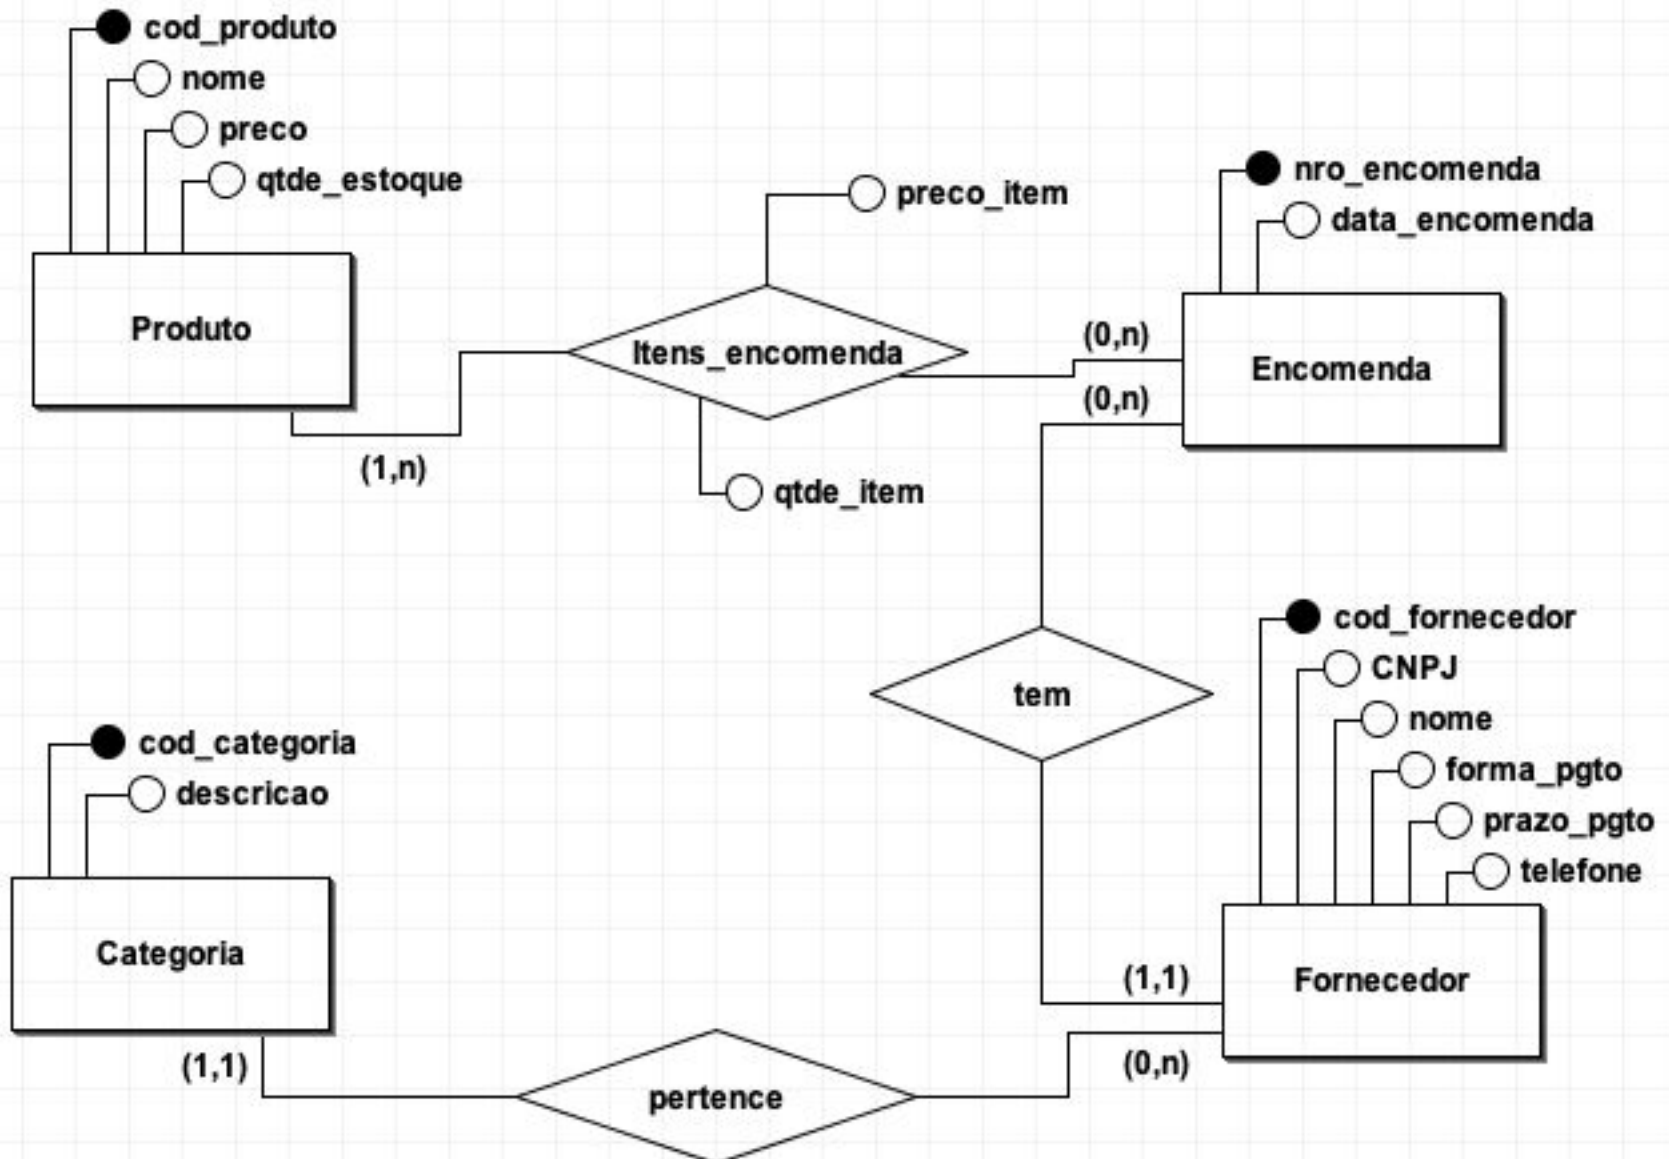 cod_produto
nome
preco
qtde_estoque
Produto
(1,n)
preco_item
Itens_encomenda
qtde_item
nro_encomenda
data_encomenda
(0,n)
Encomenda
(0,n)
tem
cod_fornecedor
CNPJ
nome
forma_pgto
prazo_pgto
telefone
(1,1)
Fornecedor
(0,n)
cod_categoria
descricao
Categoria
(1,1)
pertence